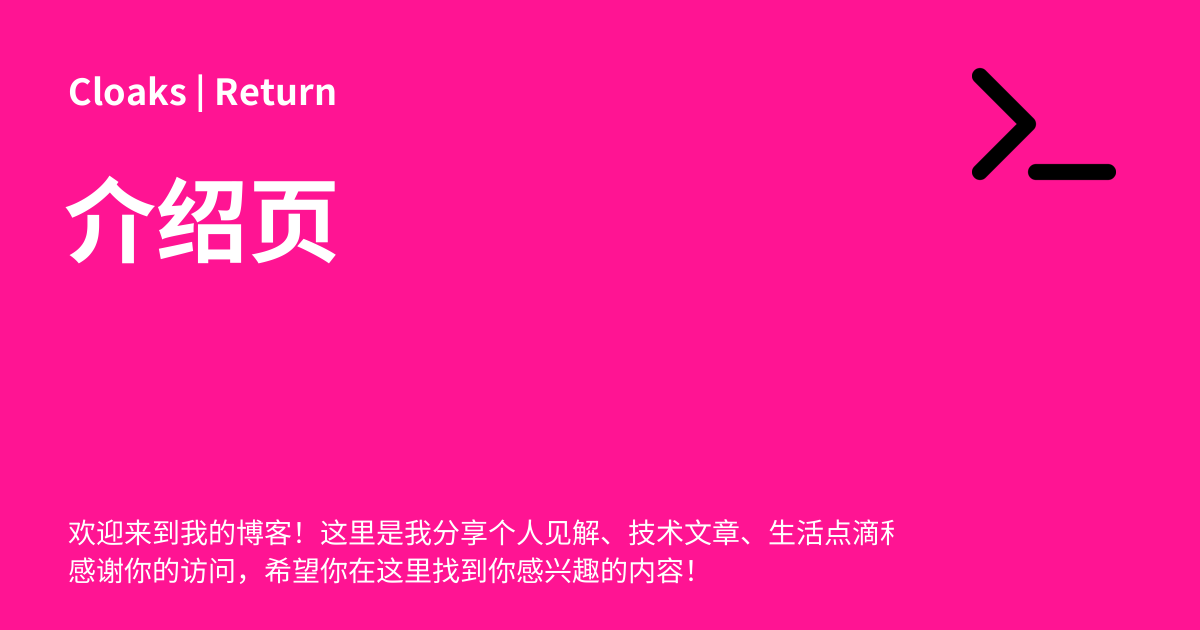 Cloaks | Return
介绍页
欢迎来到我的博客！这里是我分享个人见解、技术文章、生活点滴
感谢你的访问，希望你在这里找到你感兴趣的内容！